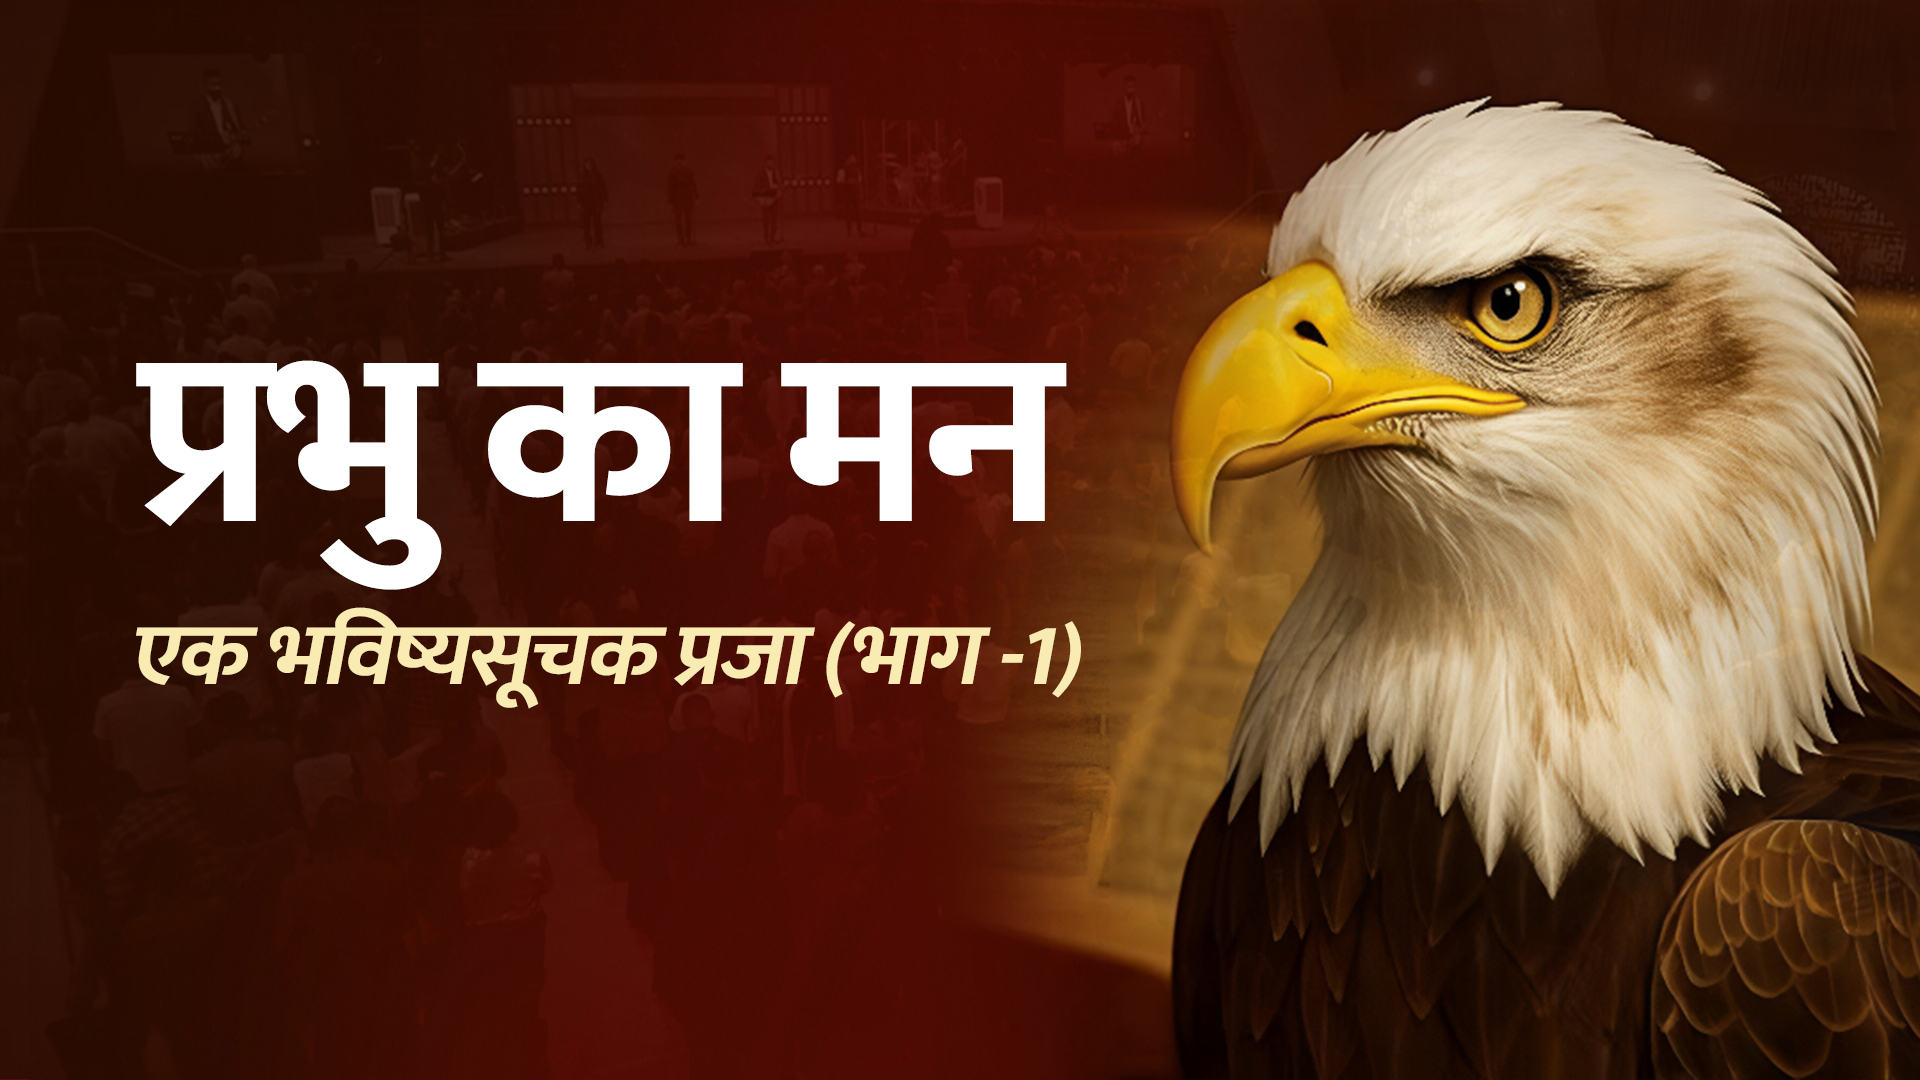 प्रभु का मन
एक भविष्यसूचक प्रजा (भाग -1)